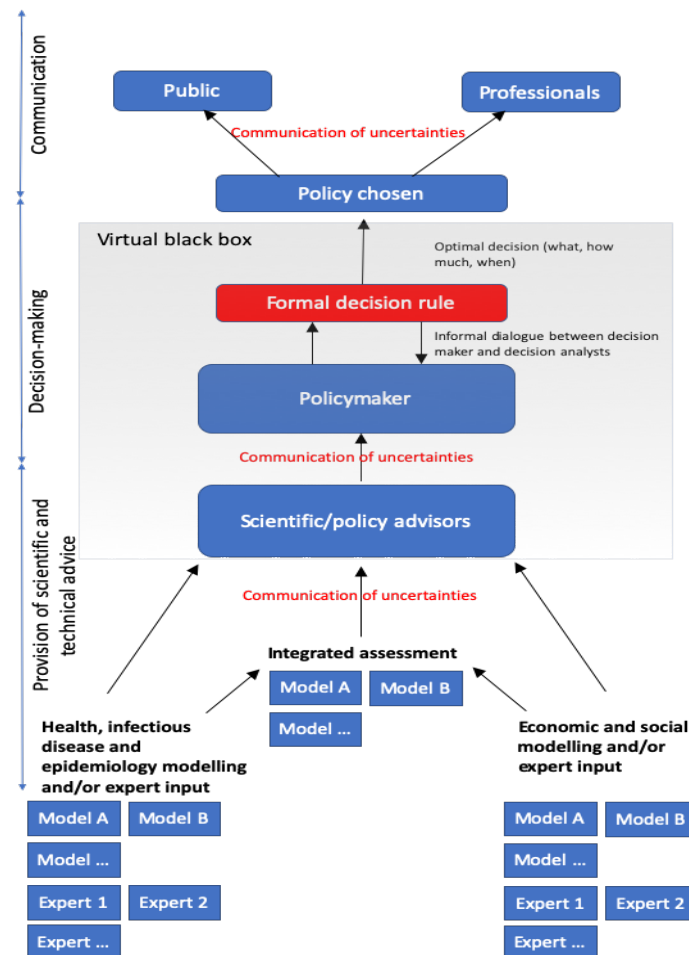 Communication
Public
Professionals
Communication of uncertainties
Policy chosen
Decision-making
Virtual black box
Optimal decision (what, how
much, when)
Formal decision rule
Informal dialogue between decision
maker and decision analysts
Policymaker
Communication of uncertainties
Provision of scientific and
technical advice
Scientific/policy advisors
Communication of uncertainties
Integrated assessment
Model A
Model B
Model ...
Health, infectious
disease and
epidemiology modelling
and/or expert input
Model A
Model B
Model ...
Expert 1
Expert 2
Expert ...
Economic and social
modelling and/or
expert input
Model A
Model B
Model ...
Expert 1
Expert 2
Expert ...